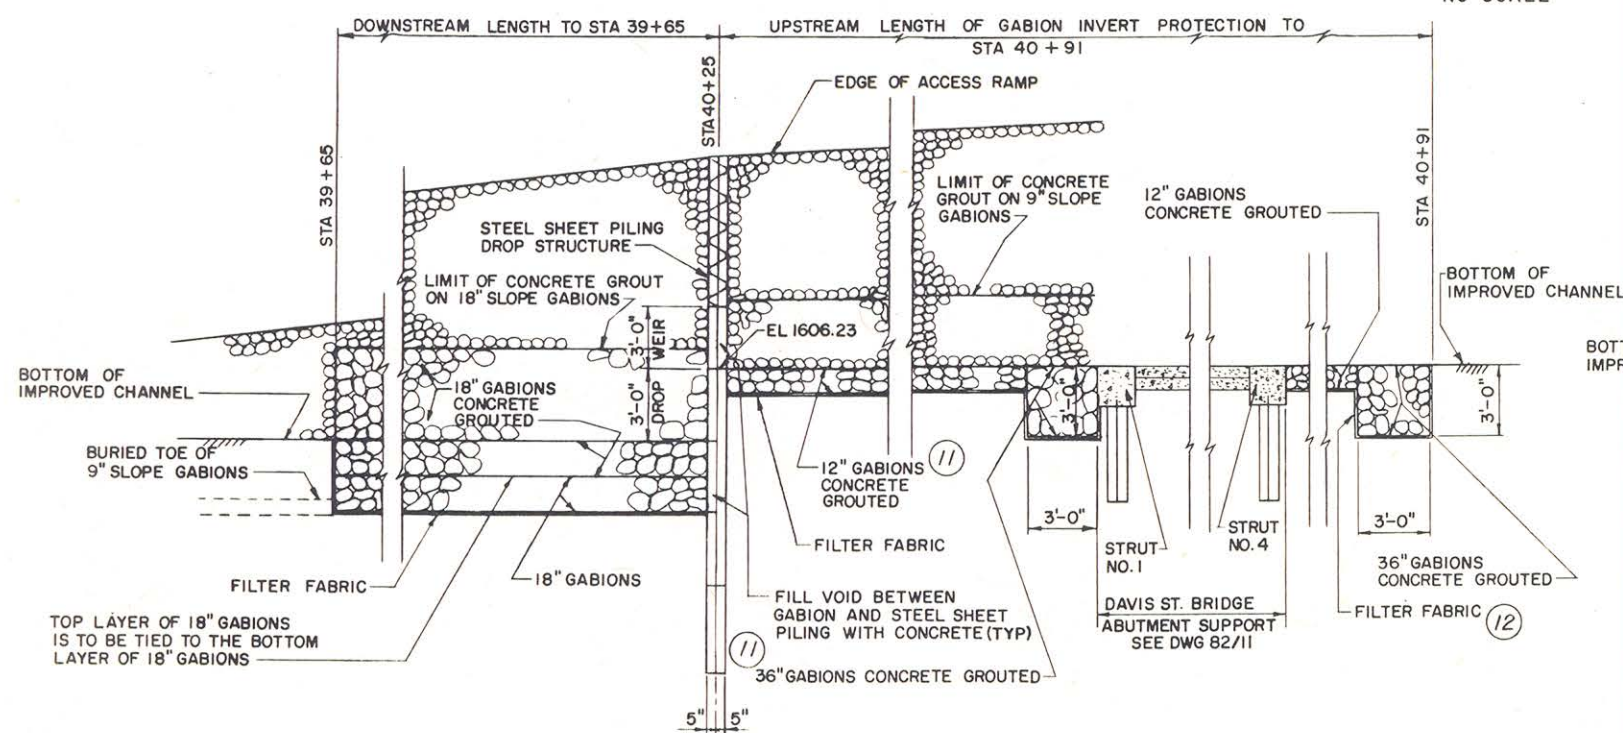 DOWNSTREAM LENGTH TO STA 39+65
UPSTREAM LENGTH OF GABION INVERT PROTECTION TO
STA 40+91
STA 39+65
STA 40+25
STA 40+91
EDGE OF ACCESS RAMP
LIMIT OF CONCRETE
GROUT ON 9" SLOPE
GABIONS
12" GABIONS
CONCRETE GROUTED
STEEL SHEET PILING
DROP STRUCTURE
LIMIT OF CONCRETE GROUT
ON 18" SLOPE GABIONS
BOTTOM OF
IMPROVED CHANNEL
3'-0"
WEIR
EL 1606.23
3'-0"
DROP
BOTTOM OF
IMPROVED CHANNEL
18" GABIONS
CONCRETE
GROUTED
3'-0"
3'-0"
BURIED TOE OF
9" SLOPE GABIONS
12" GABIONS
CONCRETE
GROUTED
11
3'-0"
3'-0"
FILTER FABRIC
STRUT
NO. 1
STRUT
NO. 4
FILTER FABRIC
18" GABIONS
36" GABIONS
CONCRETE GROUTED
FILL VOID BETWEEN
GABION AND STEEL SHEET
PILING WITH CONCRETE (TYP)
DAVIS ST. BRIDGE
ABUTMENT SUPPORT
SEE DWG 82/11
FILTER FABRIC
12
TOP LAYER OF 18" GABIONS
IS TO BE TIED TO THE BOTTOM
LAYER OF 18" GABIONS
11
36" GABIONS CONCRETE GROUTED
5"
5"